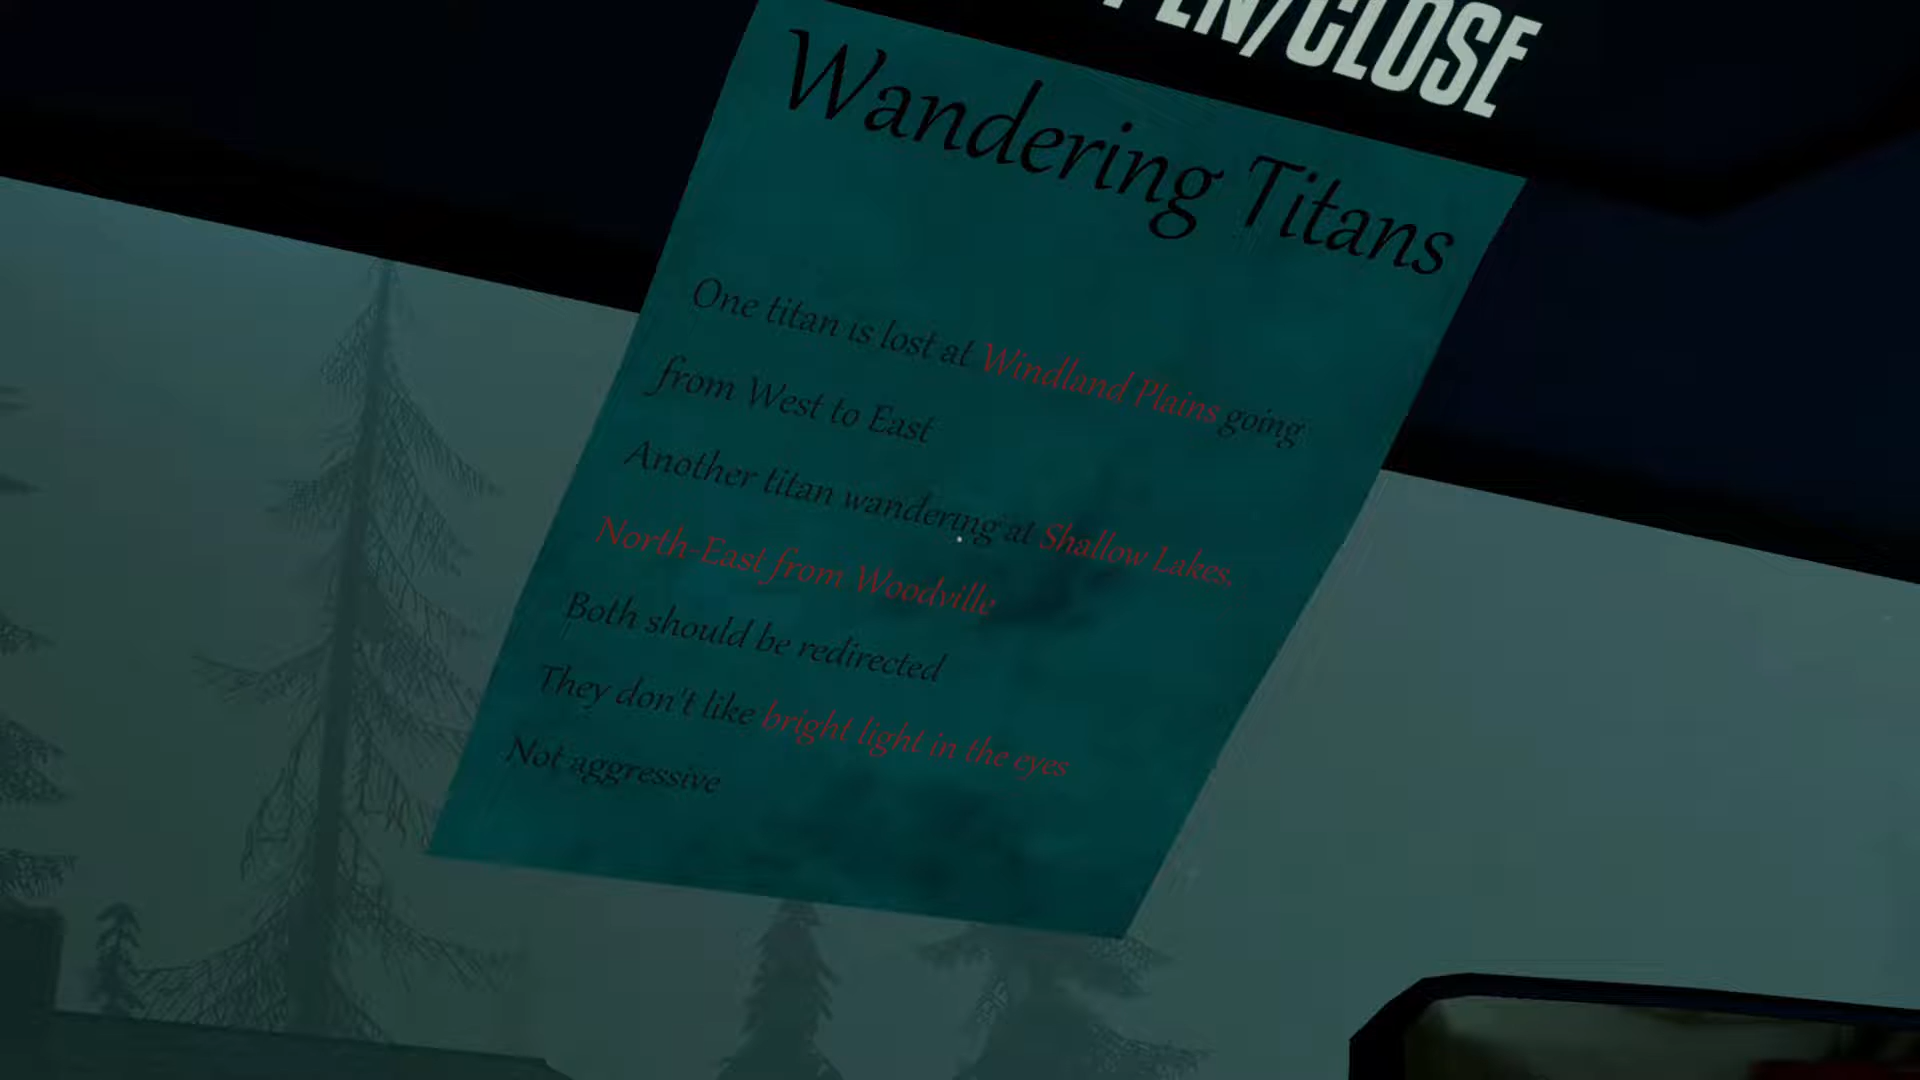 PEN/CLOSE
Wandering Titans
One titan is lost at Windland Plains going
from West to East
Another titan wandering at Shallow Lakes,
North-East from Woodville
Both should be redirected
They don't like bright light in the eyes
Not aggressive